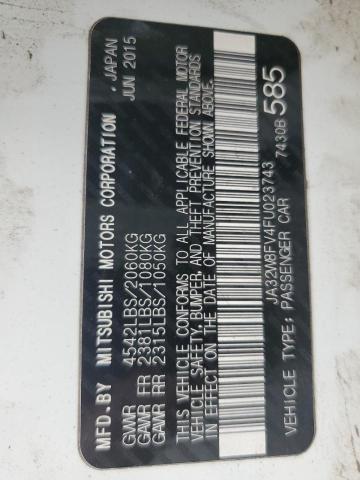 MFD.BY MITSUBISHI MOTORS CORPORATION , JAPAN
GVWR 4542LBS/2060KG JUN 2015
GAWR FR 2381LBS/1080KG
GAWR RR 2315LBS/1050KG
THIS VEHICLE CONFORMS TO ALL APPLICABLE FEDERAL MOTOR
VEHICLE SAFETY,BUMPER, AND THEFT PREVENTION STANDARDS
IN EFFECT ON THE DATE OF MANUFACTURE SHOWN ABOVE.
JA32W8FV4FU023743
VEHICLE TYPE: PASSENGER CAR 7430B 585